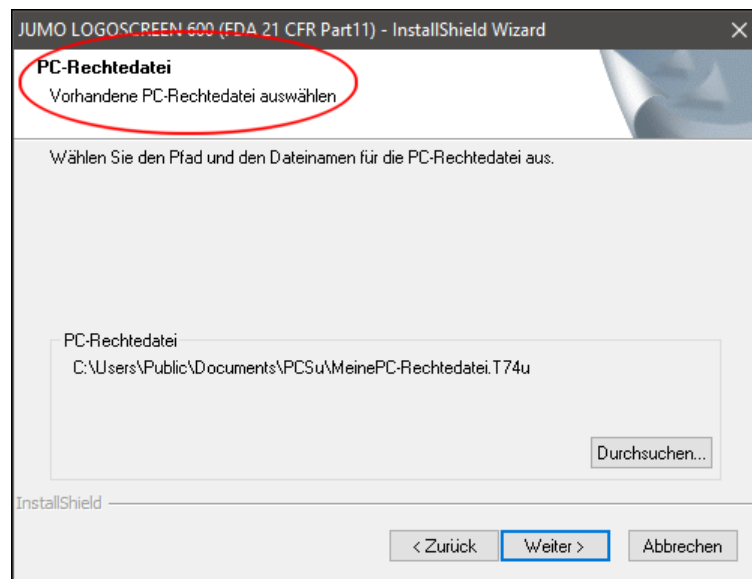 JUMO LOGOSCREEN 600 (FDA 21 CFR Part11) - InstallShield Wizard
PC-Rechtedatei
Vorhandene PC-Rechtedatei auswählen
Wählen Sie den Pfad und den Dateinamen für die PC-Rechtedatei aus.
PC-Rechtedatei
C:\Users\Public\Documents\PCSu\MeinePC-Rechtedatei.T74u
Durchsuchen...
InstallShield
< Zurück
Weiter >
Abbrechen